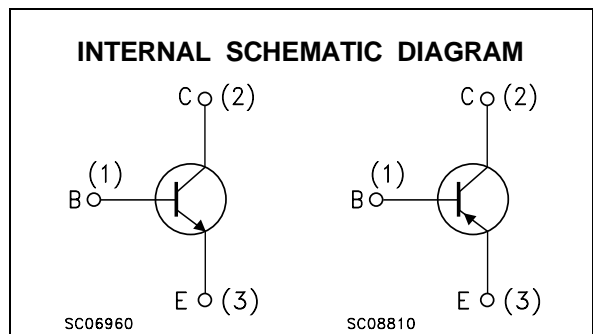 INTERNAL SCHEMATIC DIAGRAM
C (2)
(1)
B
E (3)
SC06960
C (2)
(1)
B
E (3)
SC08810